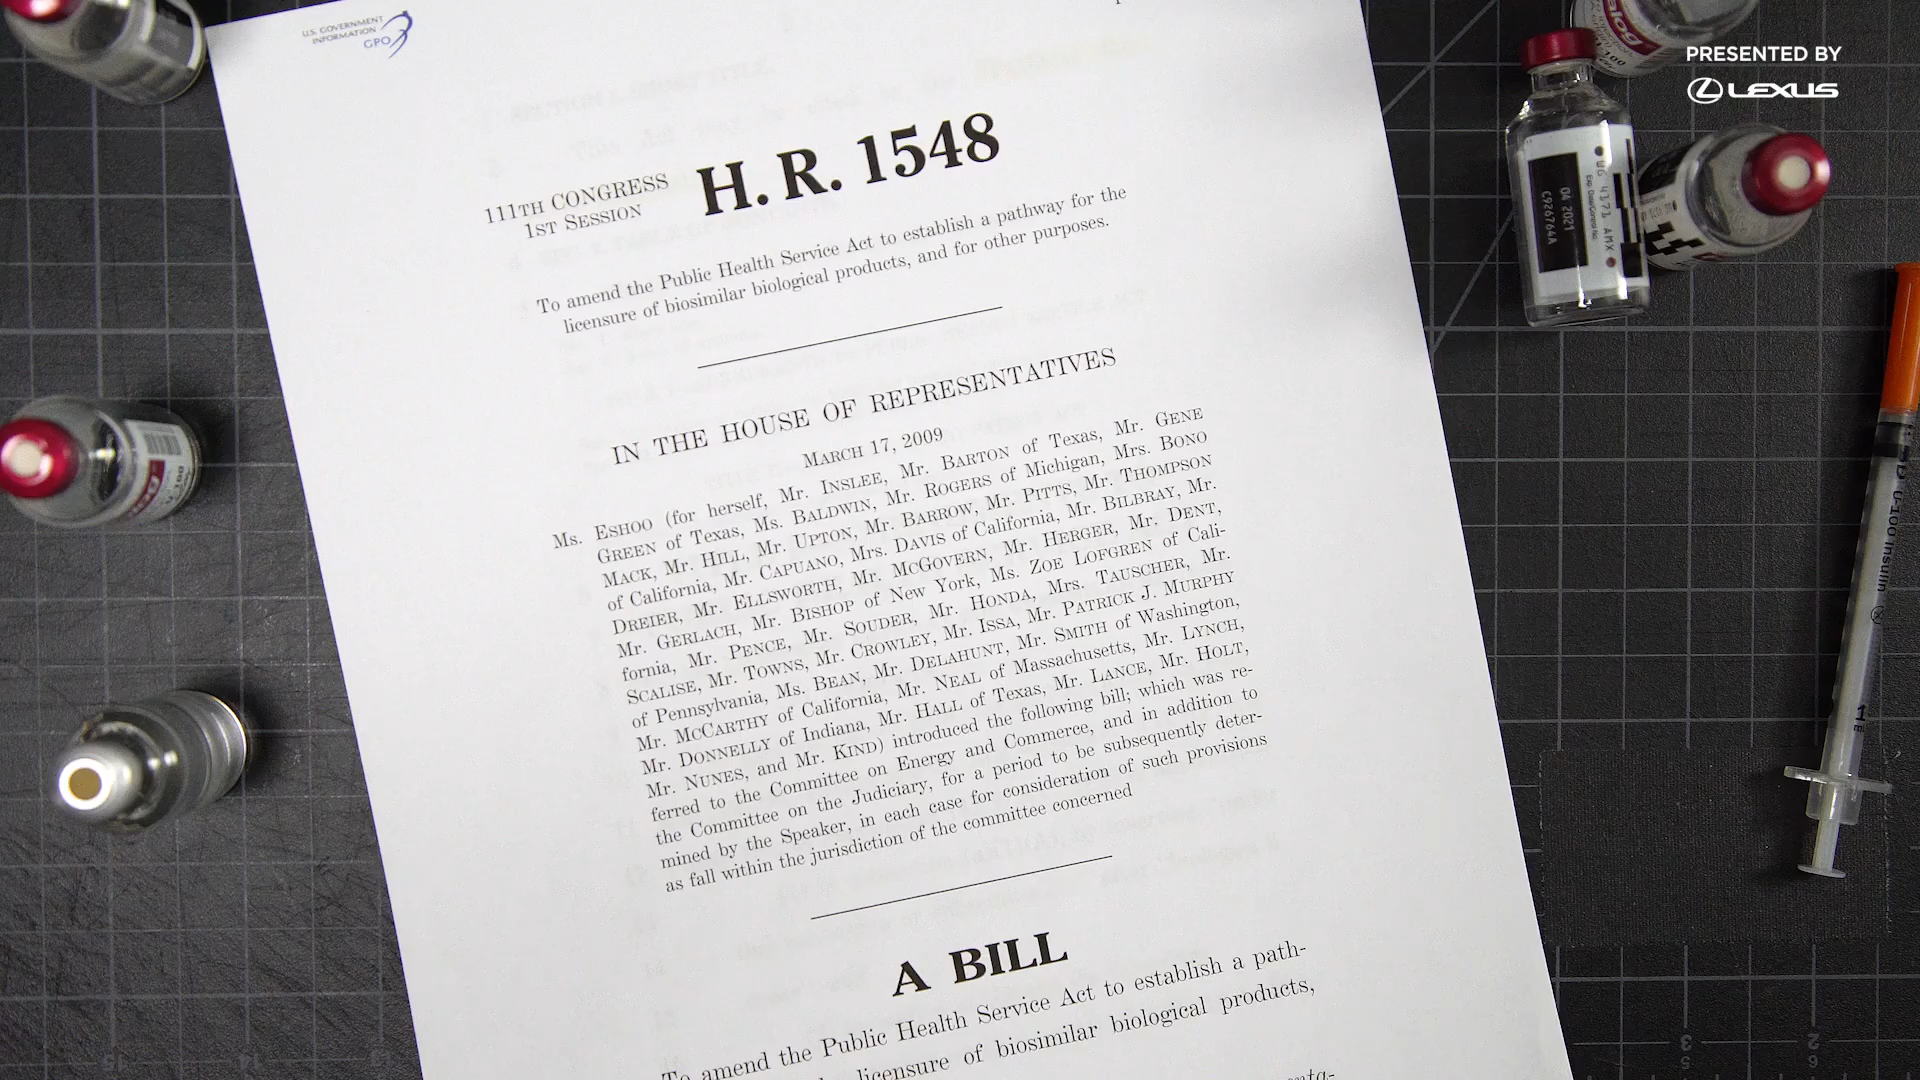 U.S. GOVERNMENT
INFORMATION
GPO
PRESENTED BY
LEXUS
111TH CONGRESS
1ST SESSION
H. R. 1548
To amend the Public Health Service Act to establish a pathway for the
licensure of biosimilar biological products, and for other purposes.
IN THE HOUSE OF REPRESENTATIVES
MARCH 17, 2009
Ms. ESHOO (for herself, Mr. INSLEE, Mr. BARTON of Texas, Mr. GENE
GREEN of Texas, Ms. BALDWIN, Mr. ROGERS of Michigan, Mrs. BONO
MACK, Mr. HILL, Mr. UPTON, Mr. BARROW, Mr. PITTS, Mr. THOMPSON
of California, Mr. CAPUANO, Mrs. DAVIS of California, Mr. BILBRAY, Mr.
DREIER, Mr. ELLSWORTH, Mr. MCGOVERN, Mr. HERGER, Mr. DENT,
Mr. GERLACH, Mr. BISHOP of New York, Ms. ZOE LOFGREN of Cali-
fornia, Mr. PENCE, Mr. SOUDER, Mr. HONDA, Mrs. TAUSCHER, Mr.
SCALISE, Mr. TOWNS, Mr. CROWLEY, Mr. ISSA, Mr. PATRICK J. MURPHY
of Pennsylvania, Ms. BEAN, Mr. DELAHUNT, Mr. SMITH of Washington,
Mr. MCCARTHY of California, Mr. NEAL of Massachusetts, Mr. LYNCH,
Mr. DONNELLY of Indiana, Mr. HALL of Texas, Mr. LANCE, Mr. HOLT,
Mr. NUNES, and Mr. KIND) introduced the following bill; which was re-
ferred to the Committee on Energy and Commerce, and in addition to
the Committee on the Judiciary, for a period to be subsequently deter-
mined by the Speaker, in each case for consideration of such provisions
as fall within the jurisdiction of the committee concerned
A BILL
To amend the Public Health Service Act to establish a path-
licensure of biosimilar biological products,
04 2021
C926764A
Exp. Date/Control No.
U-100 Insulin
1
3
5
2
6